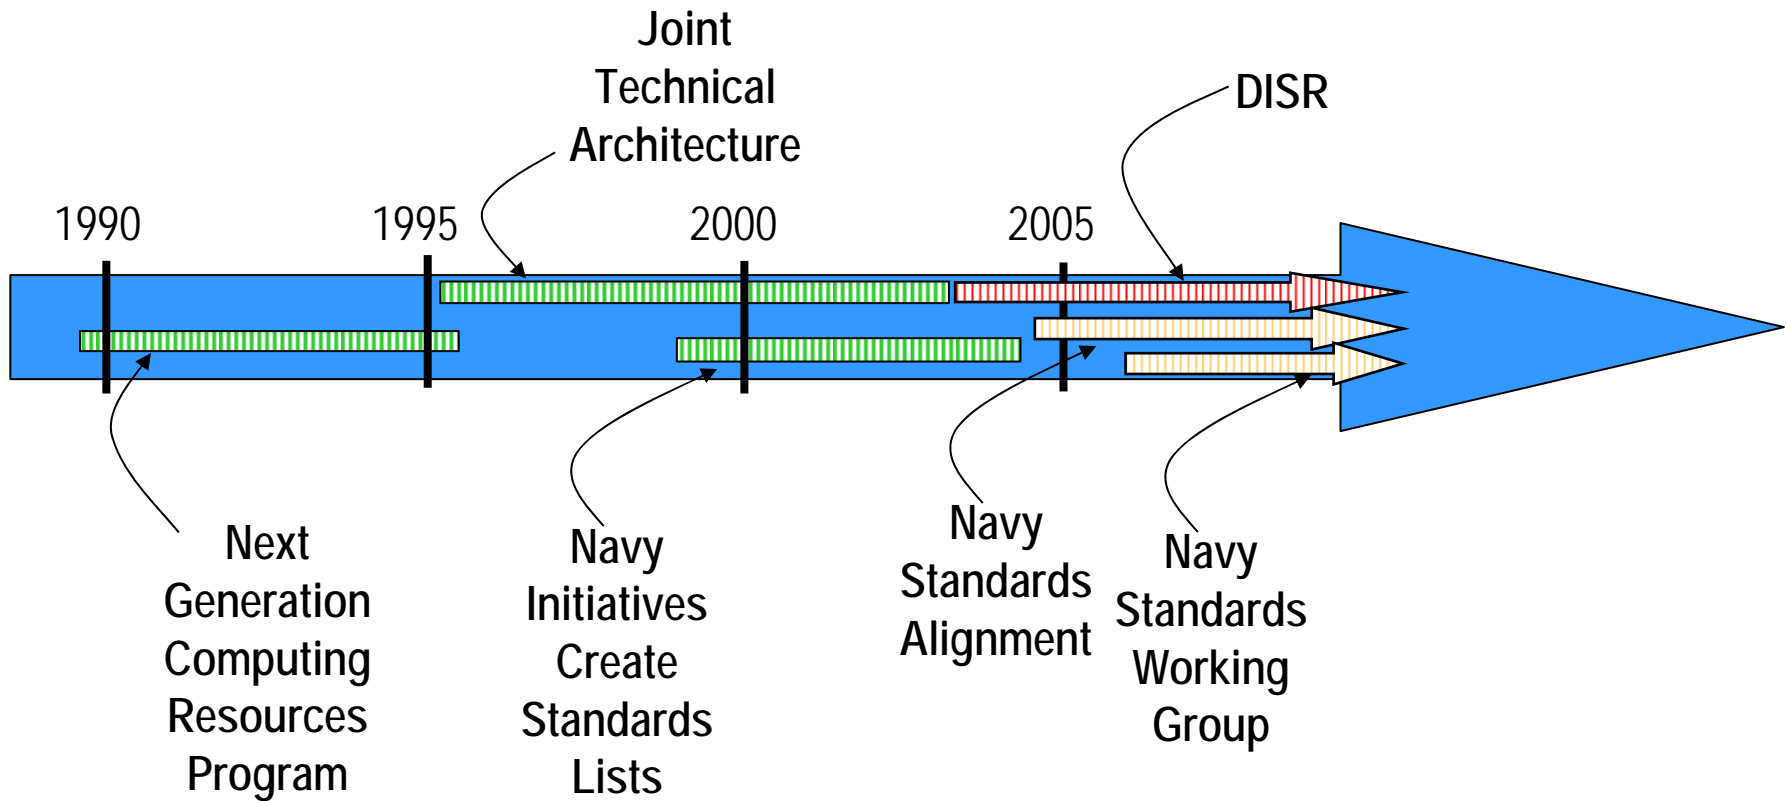 Joint
Technical
Architecture
DISR
1990
1995
2000
2005
Next
Generation
Computing
Resources
Program
Navy
Initiatives
Create
Standards
Lists
Navy
Standards
Alignment
Navy
Standards
Working
Group